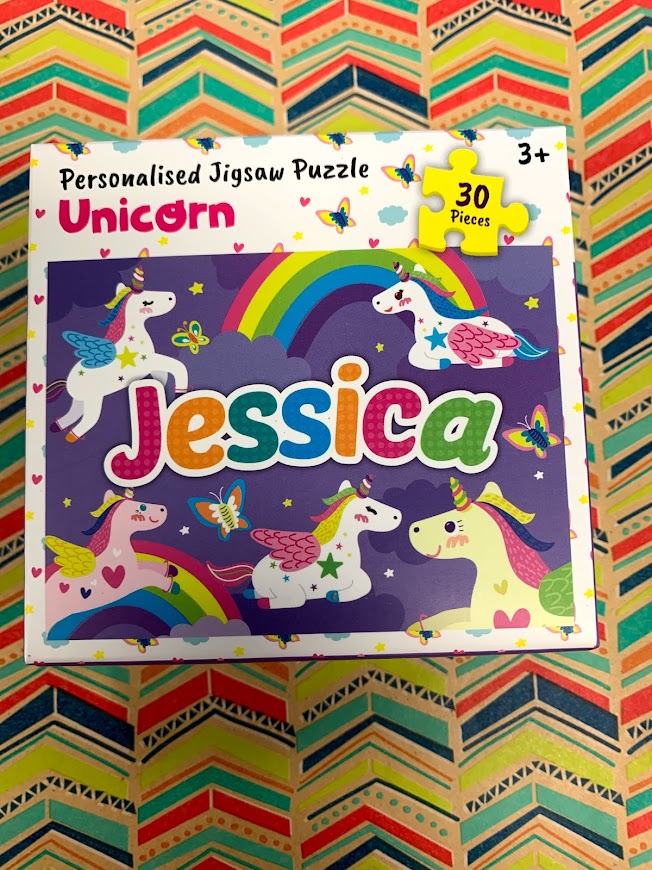 Personalised Jigsaw Puzzle
Unicorn
30
Pieces
3+
Jessica